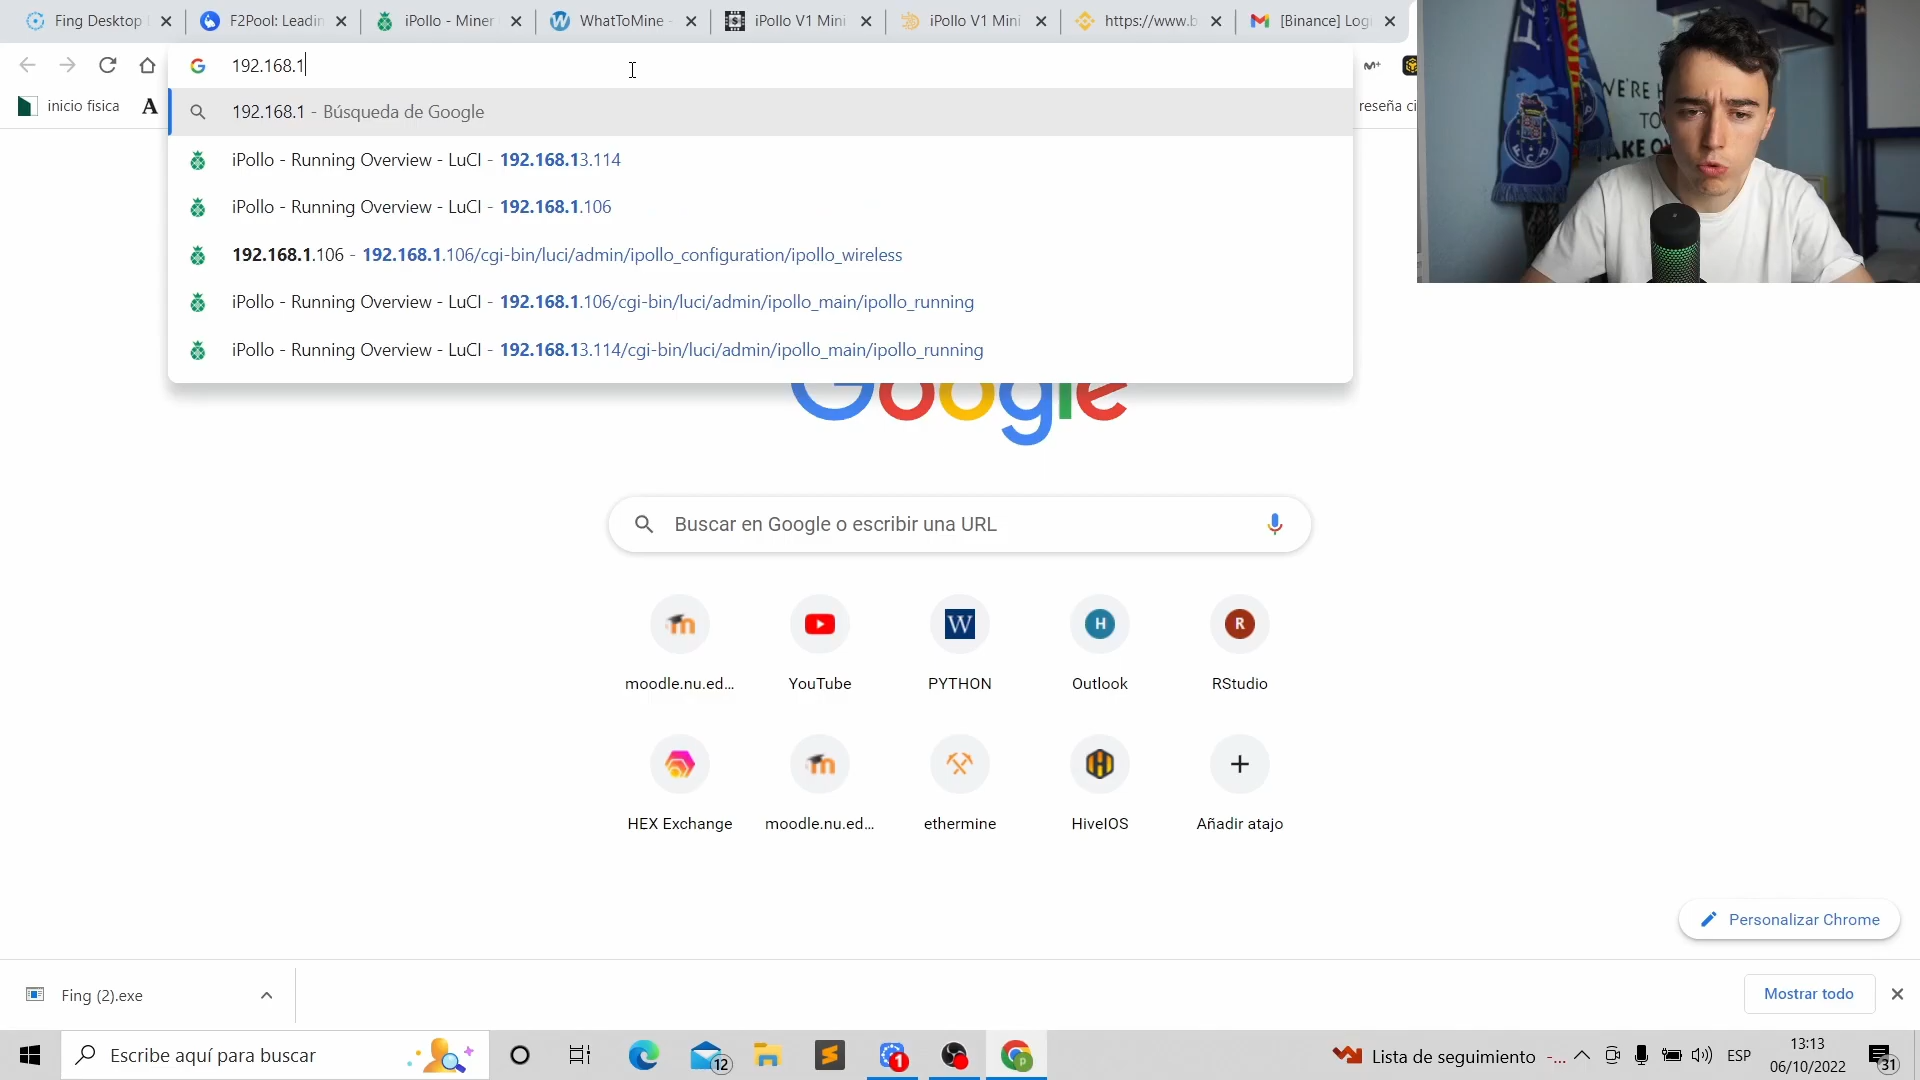 Fing Desktop
F2Pool: Leadin
iPollo - Miner
WhatToMine -
iPollo V1 Mini
iPollo V1 Mini
https://www.b
[Binance] Logi
192.168.1
inicio fisica
A
reseña ci
192.168.1 - Búsqueda de Google
iPollo - Running Overview - LuCI - 192.168.13.114
iPollo - Running Overview - LuCI - 192.168.1.106
192.168.1.106 - 192.168.1.106/cgi-bin/luci/admin/ipollo_configuration/ipollo_wireless
iPollo - Running Overview - LuCI - 192.168.1.106/cgi-bin/luci/admin/ipollo_main/ipollo_running
iPollo - Running Overview - LuCI - 192.168.13.114/cgi-bin/luci/admin/ipollo_main/ipollo_running
Google
Buscar en Google o escribir una URL
moodle.nu.ed...
YouTube
W
PYTHON
H
Outlook
R
RStudio
HEX Exchange
moodle.nu.ed...
ethermine
HiveIOS
Añadir atajo
Personalizar Chrome
Fing (2).exe
Mostrar todo
Escribe aquí para buscar
12
1
Lista de seguimiento -...
ESP
13:13
06/10/2022
31